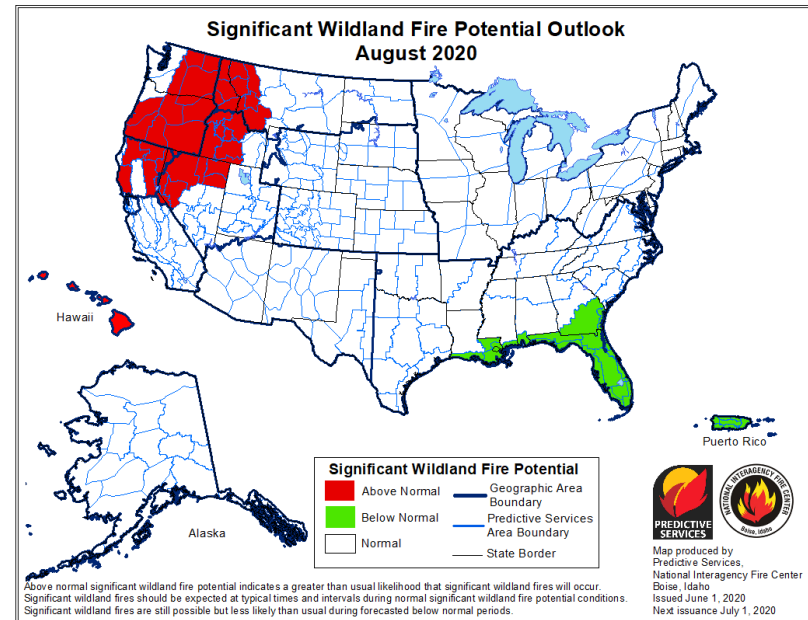 Significant Wildland Fire Potential Outlook
August 2020
Hawaii
Alaska
Puerto Rico
Significant Wildland Fire Potential
Above Normal
Below Normal
Normal
Geographic Area
Boundary
Predictive Services
Area Boundary
State Border
PREDICTIVE
SERVICES
NATIONAL INTERAGENCY FIRE CENTER
Boise, Idaho
Map produced by
Predictive Services,
National Interagency Fire Center
Boise, Idaho
Issued June 1, 2020
Next issuance July 1, 2020
Above normal significant wildland fire potential indicates a greater than usual likelihood that significant wildland fires will occur.
Significant wildland fires should be expected at typical times and intervals during normal significant wildland fire potential conditions.
Significant wildland fires are still possible but less likely than usual during forecasted below normal periods.